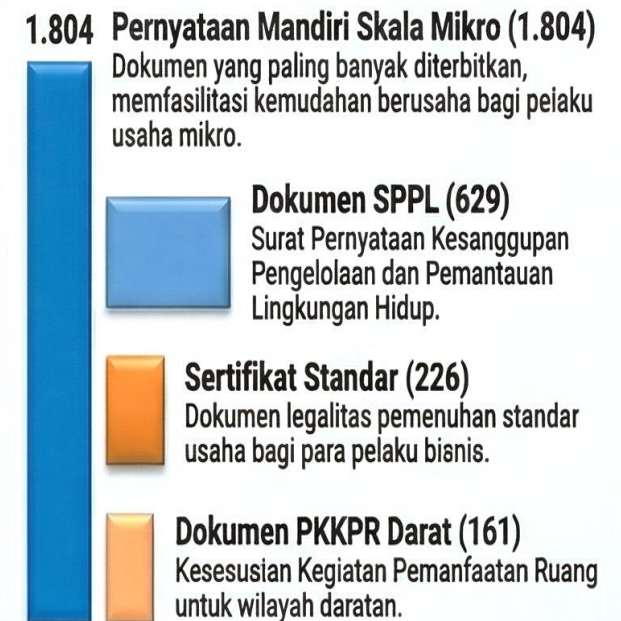 1.804
Pernyataan Mandiri Skala Mikro (1.804)
Dokumen yang paling banyak diterbitkan,
memfasilitasi kemudahan berusaha bagi pelaku
usaha mikro.
Dokumen SPPL (629)
Surat Pernyataan Kesanggupan
Pengelolaan dan Pemantauan
Lingkungan Hidup.
Sertifikat Standar (226)
Dokumen legalitas pemenuhan standar
usaha bagi para pelaku bisnis.
Dokumen PKKPR Darat (161)
Kesesusian Kegiatan Pemanfaatan Ruang
untuk wilayah daratan.